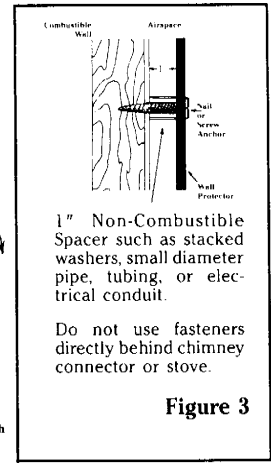 Combustible Wall
Airspace
1
Nail
or
Screw
Anchor
Wall
Protector
1" Non-Combustible
Spacer such as stacked
washers, small diameter
pipe, tubing, or elec-
trical conduit.
Do not use fasteners
directly behind chimney
connector or stove.
Figure 3
h